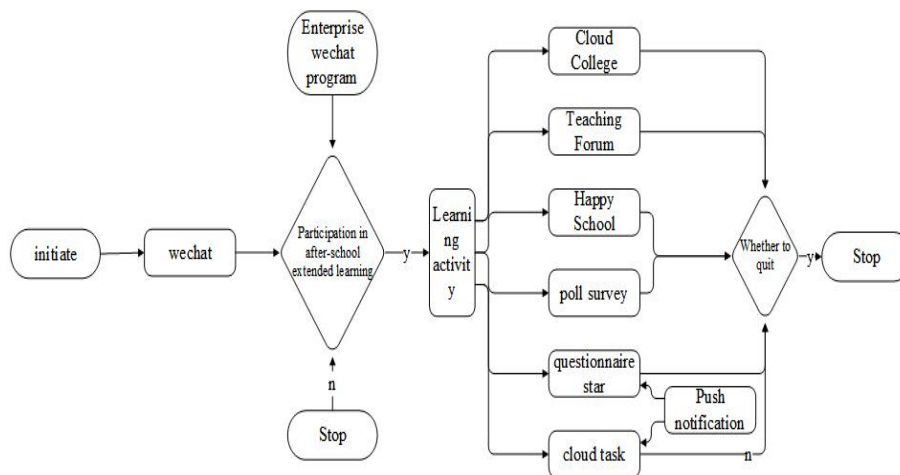 Enterprise
wechat
program
initiate
wechat
Participation in
after-school
extended learning
y
n
Stop
Learni
ng
activit
y
Cloud
College
Teaching
Forum
Happy
School
poll survey
questionnaire
star
cloud task
Push
notification
n
Whether to
quit
y
Stop